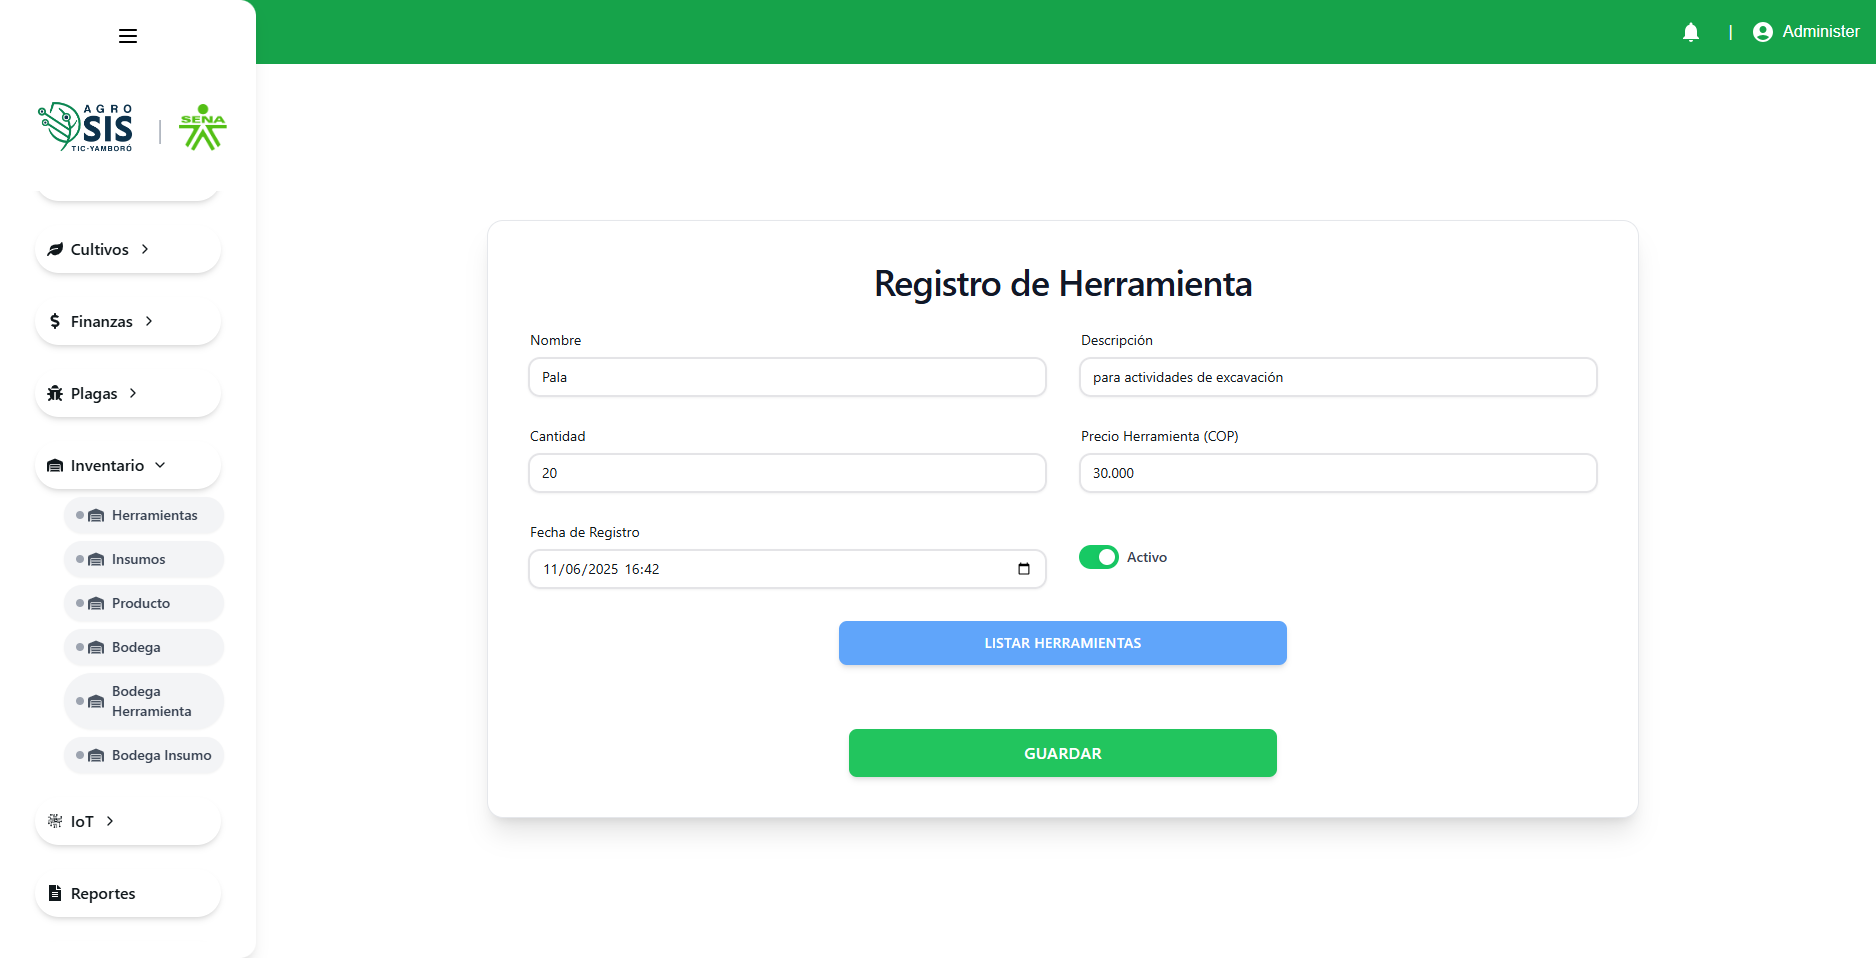 | Administer
AGRO
SIS
TIC-YAMBORÓ
|
SENA
Cultivos
Finanzas
Plagas
Inventario
Herramientas
Insumos
Producto
Bodega
Bodega
Herramienta
Bodega Insumo
IoT
Reportes
Registro de Herramienta
Nombre
Pala
Descripción
para actividades de excavación
Cantidad
20
Precio Herramienta (COP)
30.000
Fecha de Registro
11/06/2025 16:42
Activo
LISTAR HERRAMIENTAS
GUARDAR